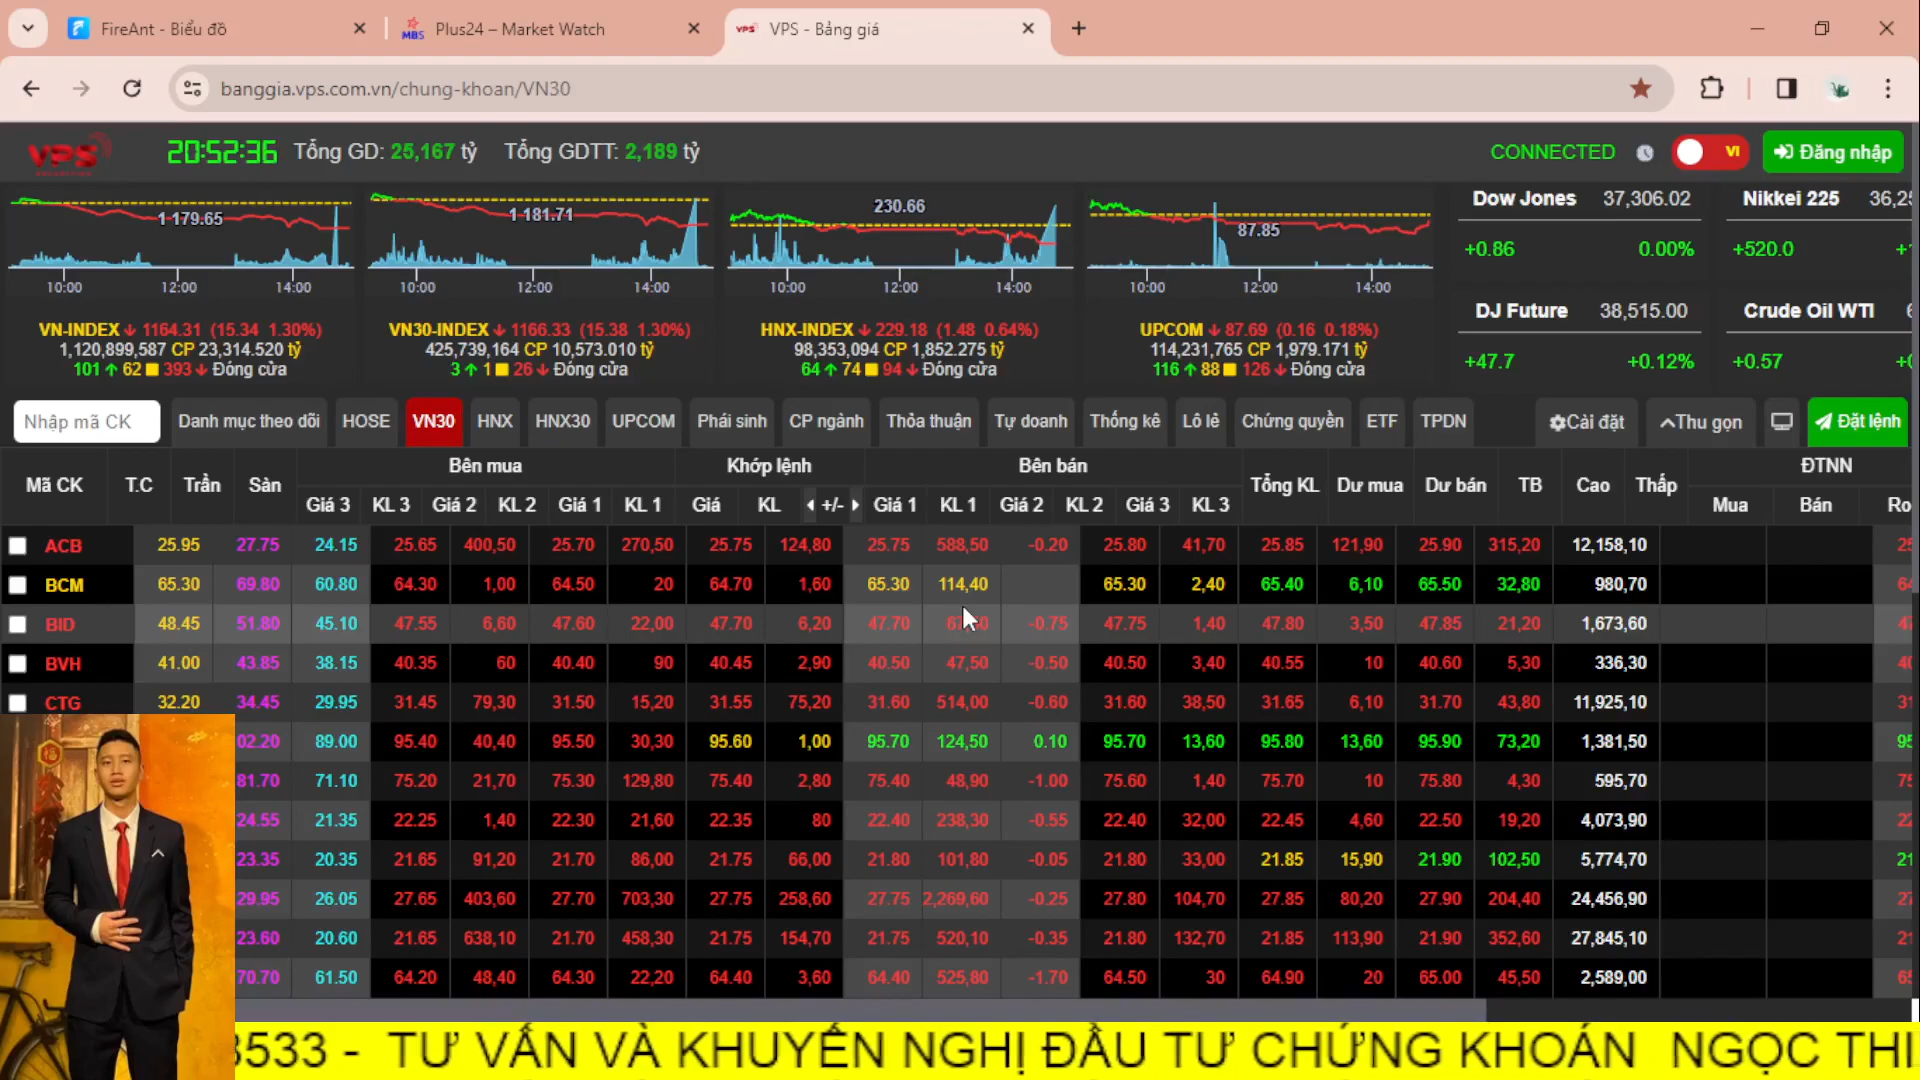 FireAnt - Biểu đồ
MBS Plus24 – Market Watch
VPS VPS - Bảng giá
banggia.vps.com.vn/chung-khoan/VN30
VPS 20:52:36 Tổng GD: 25,167 tỷ Tổng GDTT: 2,189 tỷ CONNECTED VI Đăng nhập
1 179.65 1 181.71 230.66 87.85
10:00 12:00 14:00 10:00 12:00 14:00 10:00 12:00 14:00 10:00 12:00 14:00
VN-INDEX 1164.31 (15.34 1.30%)
1,120,899,587 CP 23,314.520 tỷ
101 62 393 Đóng cửa
VN30-INDEX 1166.33 (15.38 1.30%)
425,739,164 CP 10,573.010 tỷ
3 1 26 Đóng cửa
HNX-INDEX 229.18 (1.48 0.64%)
98,353,094 CP 1,852.275 tỷ
64 74 94 Đóng cửa
UPCOM 87.69 (0.16 0.18%)
114,231,765 CP 1,979.171 tỷ
116 88 126 Đóng cửa
Dow Jones 37,306.02
+0.86 0.00%
Nikkei 225
+520.0
DJ Future 38,515.00
+47.7 +0.12%
Crude Oil WTI
+0.57
Nhập mã CK Danh mục theo dõi HOSE VN30 HNX HNX30 UPCOM Phái sinh CP ngành Thỏa thuận Tự doanh Thống kê Lô lẻ Chứng quyền ETF TPDN Cài đặt Thu gọn Đặt lệnh
Mã CK T.C Trần Sàn Bên mua Khớp lệnh Bên bán Tổng KL Dư mua Dư bán TB Cao Thấp ĐTNN
Giá 3 KL 3 Giá 2 KL 2 Giá 1 KL 1 Giá KL +/- Giá 1 KL 1 Giá 2 KL 2 Giá 3 KL 3 Mua Bán
ACB 25.95 27.75 24.15 25.65 400,50 25.70 270,50 25.75 124,80 25.75 588,50 -0.20 25.80 41,70 25.85 121,90 25.90 315,20 12,158,10
BCM 65.30 69.80 60.80 64.30 1,00 64.50 20 64.70 1,60 65.30 114,40 65.30 2,40 65.40 6,10 65.50 32,80 980,70
BID 48.45 51.80 45.10 47.55 6,60 47.60 22,00 47.70 6,20 47.70 -0.75 47.75 1,40 47.80 3,50 47.85 21,20 1,673,60
BVH 41.00 43.85 38.15 40.35 60 40.40 90 40.45 2,90 40.50 47,50 -0.50 40.50 3,40 40.55 10 40.60 5,30 336,30
CTG 32.20 34.45 29.95 31.45 79,30 31.50 15,20 31.55 75,20 31.60 514,00 -0.60 31.60 38,50 31.65 6,10 31.70 43,80 11,925,10
02.20 89.00 95.40 40,40 95.50 30,30 95.60 1,00 95.70 124,50 0.10 95.70 13,60 95.80 13,60 95.90 73,20 1,381,50
81.70 71.10 75.20 21,70 75.30 129,80 75.40 2,80 75.40 48,90 -1.00 75.60 1,40 75.70 10 75.80 4,30 595,70
24.55 21.35 22.25 1,40 22.30 21,60 22.35 80 22.40 238,30 -0.55 22.40 32,00 22.45 4,60 22.50 19,20 4,073,90
23.35 20.35 21.65 91,20 21.70 86,00 21.75 66,00 21.80 101,80 -0.05 21.80 33,00 21.85 15,90 21.90 102,50 5,774,70
29.95 26.05 27.65 403,60 27.70 703,30 27.75 258,60 27.75 2,269,60 -0.25 27.80 104,70 27.85 80,20 27.90 204,40 24,456,90
23.60 20.60 21.65 638,10 21.70 458,30 21.75 154,70 21.75 520,10 -0.35 21.80 132,70 21.85 113,90 21.90 352,60 27,845,10
70.70 61.50 64.20 48,40 64.30 22,20 64.40 3,60 64.40 525,80 -1.70 64.50 30 64.90 20 65.00 45,50 2,589,00
3533 - TƯ VẤN VÀ KHUYẾN NGHỊ ĐẦU TƯ CHỨNG KHOÁN NGỌC THI